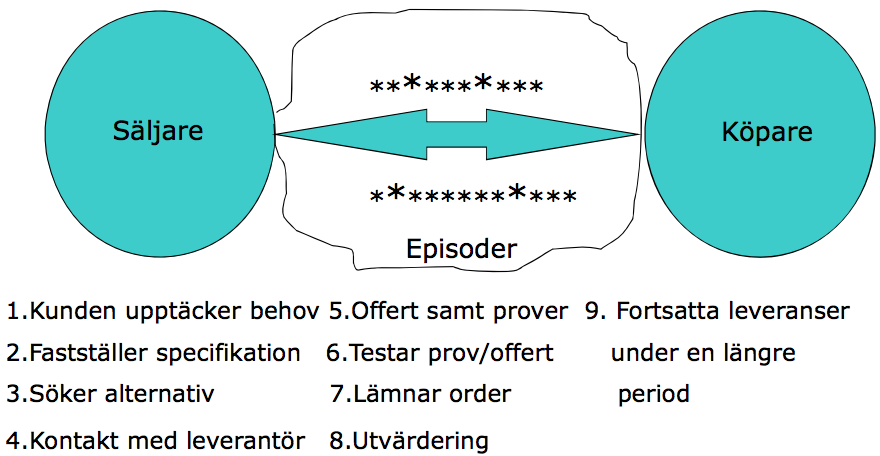 **********
Säljare
Köpare
*******​*****
Episoder
1.Kunden upptäcker behov
2.Fastställer specifikation
3.Söker alternativ
4.Kontakt med leverantör
5.Offert samt prover
6.Testar prov/offert
7.Lämnar order
8.Utvärdering
9. Fortsatta leveranser
under en längre
period